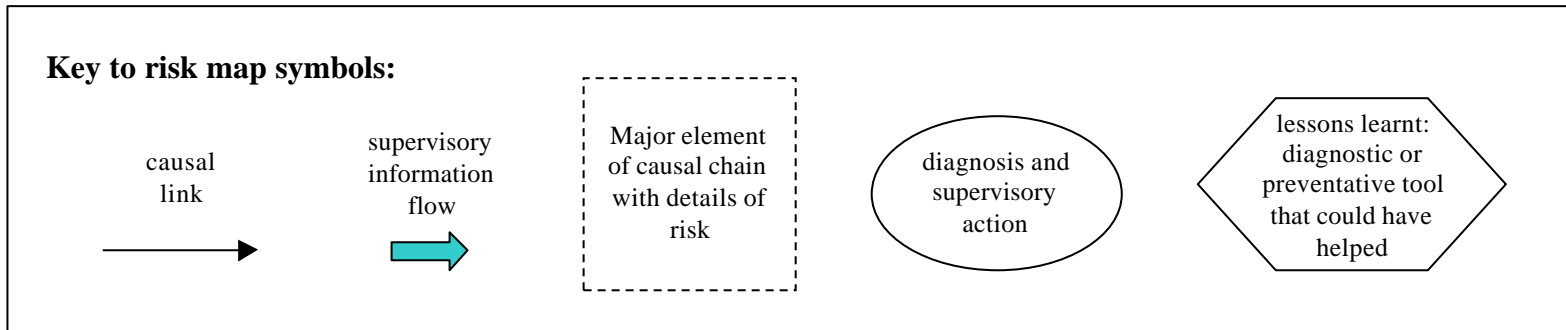 Key to risk map symbols:
causal
link
supervisory
information
flow
Major element
of causal chain
with details of
risk
diagnosis and
supervisory
action
lessons learnt:
diagnostic or
preventative tool
that could have
helped